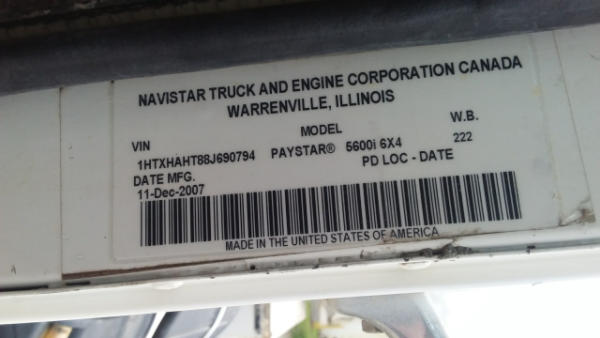 NAVISTAR TRUCK AND ENGINE CORPORATION CANADA
WARRENVILLE, ILLINOIS
VIN MODEL W.B.
1HTXHAHT88J690794 PAYSTAR® 5600i 6X4 222
DATE MFG. PD LOC - DATE
11-Dec-2007
MADE IN THE UNITED STATES OF AMERICA